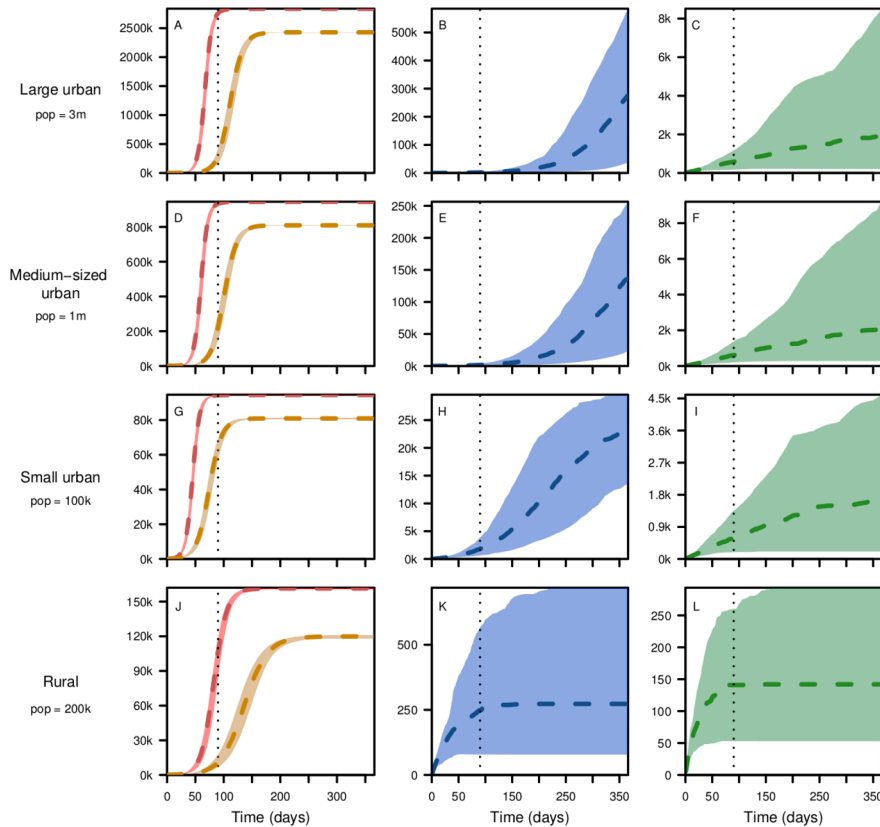 A
B
C
2500k
2000k
1500k
1000k
500k
0k
500k
400k
300k
200k
100k
0k
8k
6k
4k
2k
0k
Large urban
pop = 3m
D
E
F
800k
600k
400k
200k
0k
250k
200k
150k
100k
50k
0k
8k
6k
4k
2k
0k
Medium−sized
urban
pop = 1m
G
H
I
80k
60k
40k
20k
0k
25k
20k
15k
10k
5k
0k
4.5k
3.6k
2.7k
1.8k
0.9k
0k
Small urban
pop = 100k
J
K
L
150k
120k
90k
60k
30k
0k
500
250
0
250
200
150
100
50
0
Rural
pop = 200k
0 50 100 200 300
0 50 150 250 350
0 50 150 250 350
Time (days)
Time (days)
Time (days)